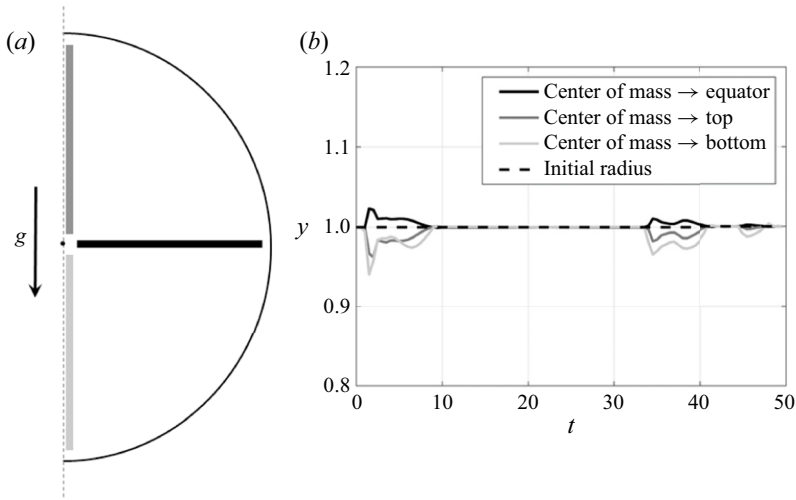 (a)
g
(b)
1.2
1.1
1.0
0.9
0.8
y
Center of mass → equator
Center of mass → top
Center of mass → bottom
Initial radius
0 10 20 30 40 50
t